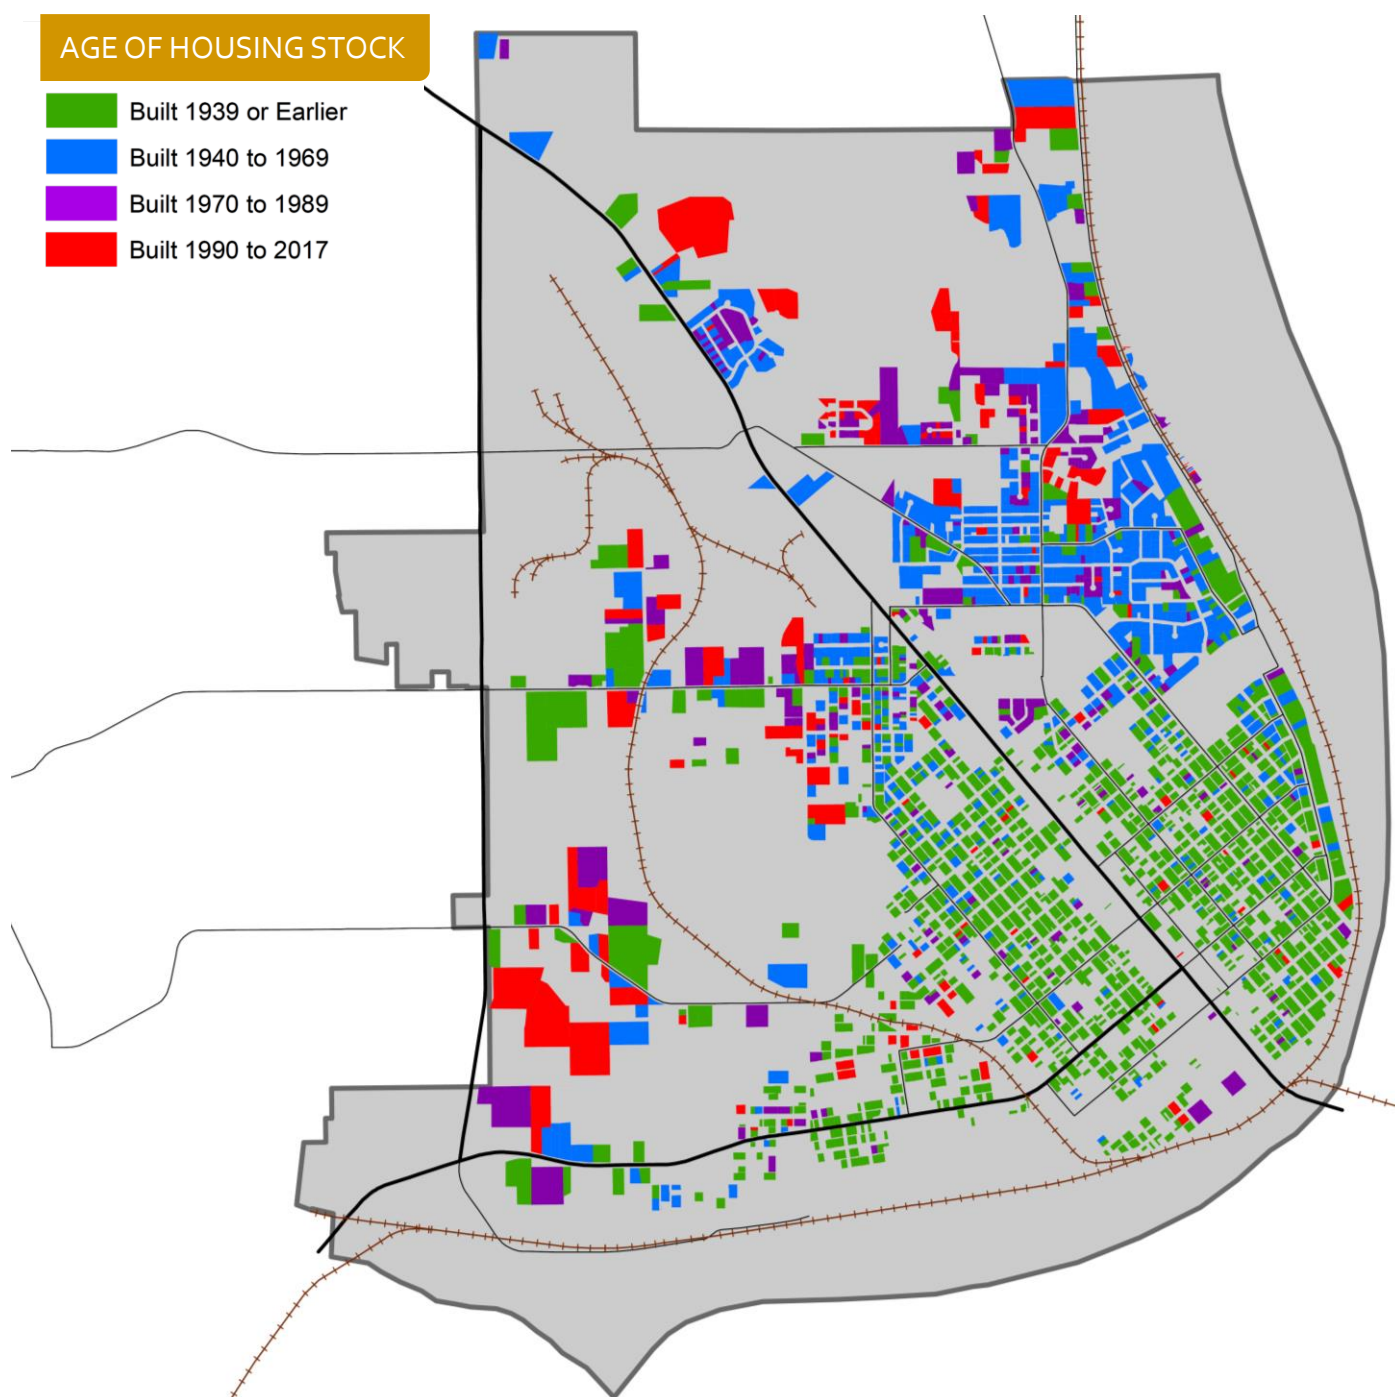 AGE OF HOUSING STOCK
Built 1939 or Earlier
Built 1940 to 1969
Built 1970 to 1989
Built 1990 to 2017